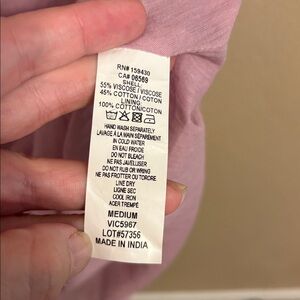 RN# 159430
CA# 06569
SHELL
55% VISCOSE / VISCOSE
45% COTTON / COTON
LINING
100% COTTON/COTON
HAND WASH SEPARATELY
LAVAGE À LA MAIN SEPAREMENT
IN COLD WATER
EN EAU FROIDE
DO NOT BLEACH
NE PAS JAVELLISER
DO NOT RUB OR WRING
NE PAS FROTTER OU TORDRE
LINE DRY
LIGNE SEC
COOL IRON
AGER TREMPÉ
MEDIUM
VIC5967
LOT#57356
MADE IN INDIA